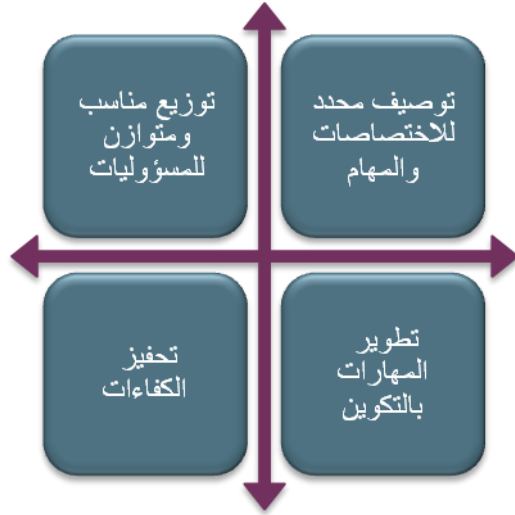 توصيف محدد
للاختصاصات
والمهام
توزيع مناسب
ومتوازن
للمسؤوليات
تطوير
المهارات
بالتكوين
تحفيز
الكفاءات